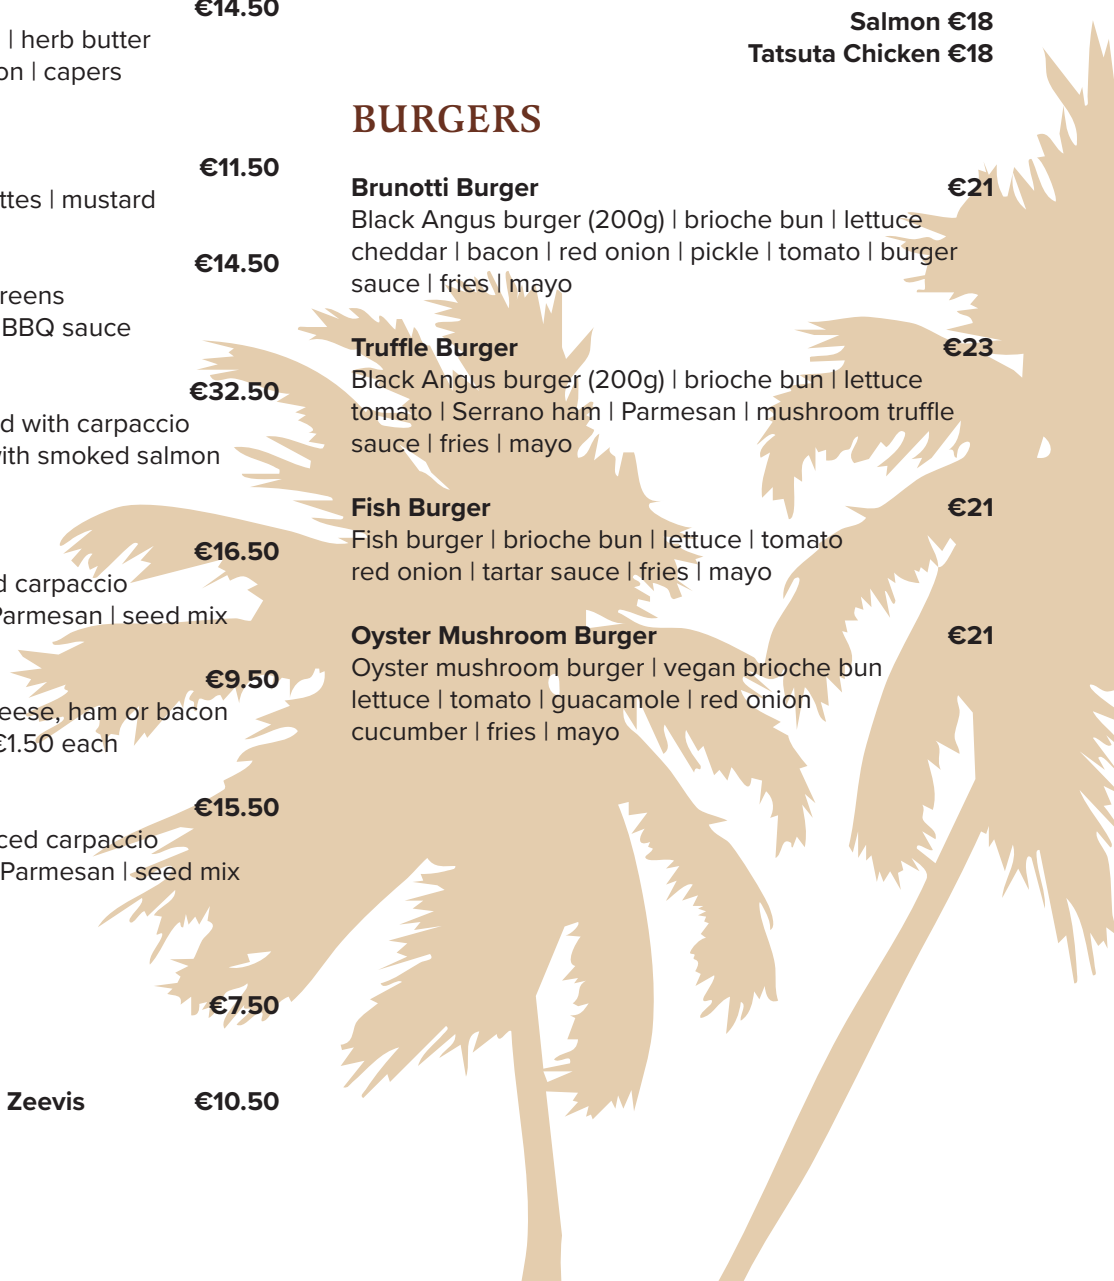 €14.50
| herb butter
| capers
€11.50
| mustard
€14.50
BBQ sauce
€32.50
with carpaccio
smoked salmon
€16.50
carpaccio
Parmesan | seed mix
€9.50
ham or bacon
€1.50 each
€15.50
carpaccio
Parmesan | seed mix
€7.50
Zeevis €10.50
Salmon €18
Tatsuta Chicken €18
BURGERS
Brunotti Burger €21
Black Angus burger (200g) | brioche bun | lettuce
cheddar | bacon | red onion | pickle | tomato | burger
sauce | fries | mayo
Truffle Burger €23
Black Angus burger (200g) | brioche bun | lettuce
tomato | Serrano ham | Parmesan | mushroom truffle
sauce | fries | mayo
Fish Burger €21
Fish burger | brioche bun | lettuce | tomato
red onion | tartar sauce | fries | mayo
Oyster Mushroom Burger €21
Oyster mushroom burger | vegan brioche bun
lettuce | tomato | guacamole | red onion
cucumber | fries | mayo